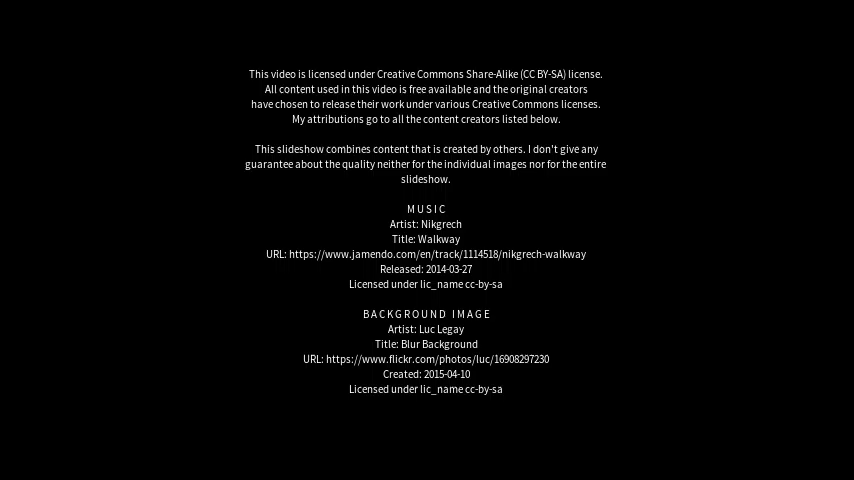 This video is licensed under Creative Commons Share-Alike (CC BY-SA) license.
All content used in this video is free available and the original creators
have chosen to release their work under various Creative Commons licenses.
My attributions go to all the content creators listed below.
This slideshow combines content that is created by others. I don't give any
guarantee about the quality neither for the individual images nor for the entire
slideshow.
MUSIC
Artist: Nikgrech
Title: Walkway
URL: https://www.jamendo.com/en/track/1114518/nikgrech-walkway
Released: 2014-03-27
Licensed under lic_name cc-by-sa
BACKGROUND IMAGE
Artist: Luc Legay
Title: Blur Background
URL: https://www.flickr.com/photos/luc/16908297230
Created: 2015-04-10
Licensed under lic_name cc-by-sa